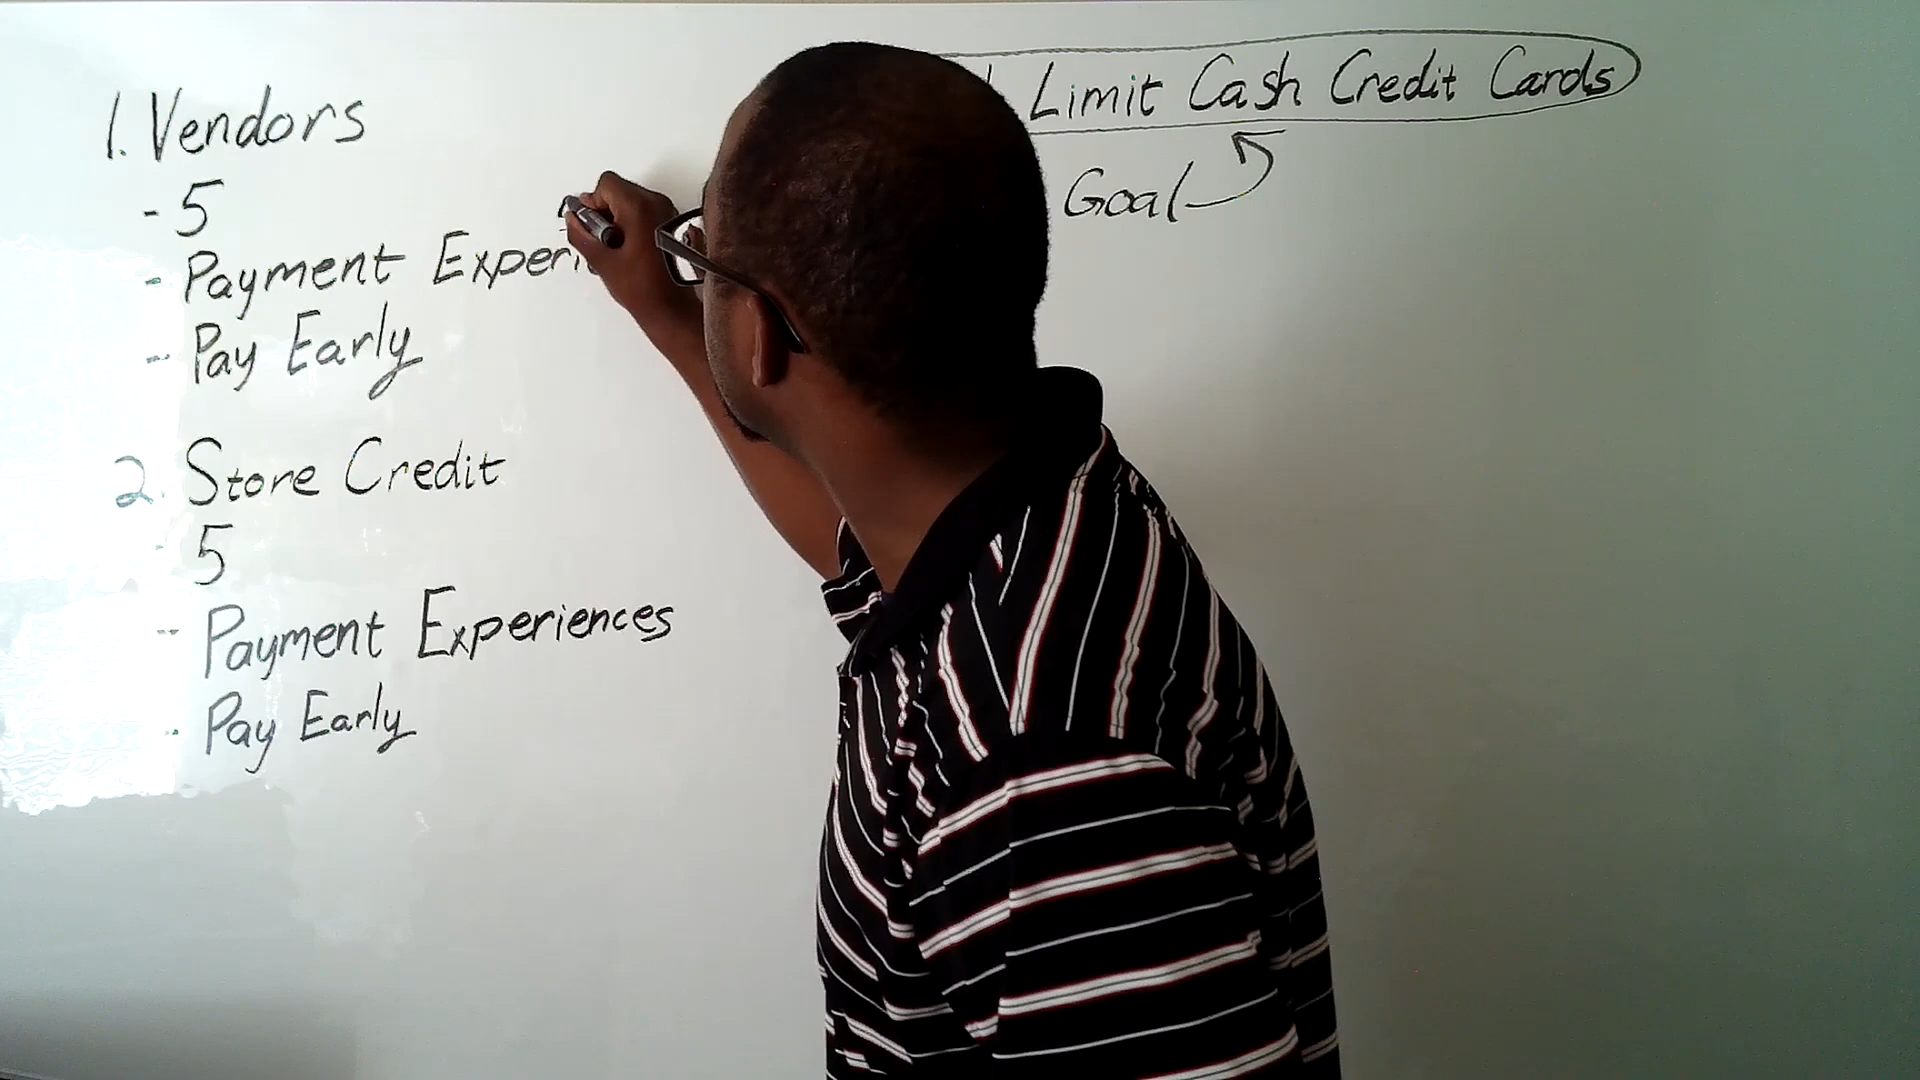 1. Vendors
- 5
- Payment
- Pay Early
2. Store Credit
- 5
- Payment Experiences
- Pay Early
Limit Cash Credit Cards
Goal